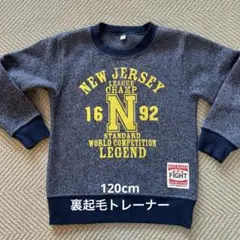 NEW JERSEY
LEAGUE
CHAMP
16 N 92
STANDARD
WORLD COMPETITION
LEGEND
FIGHT
120cm
裏起毛トレーナー